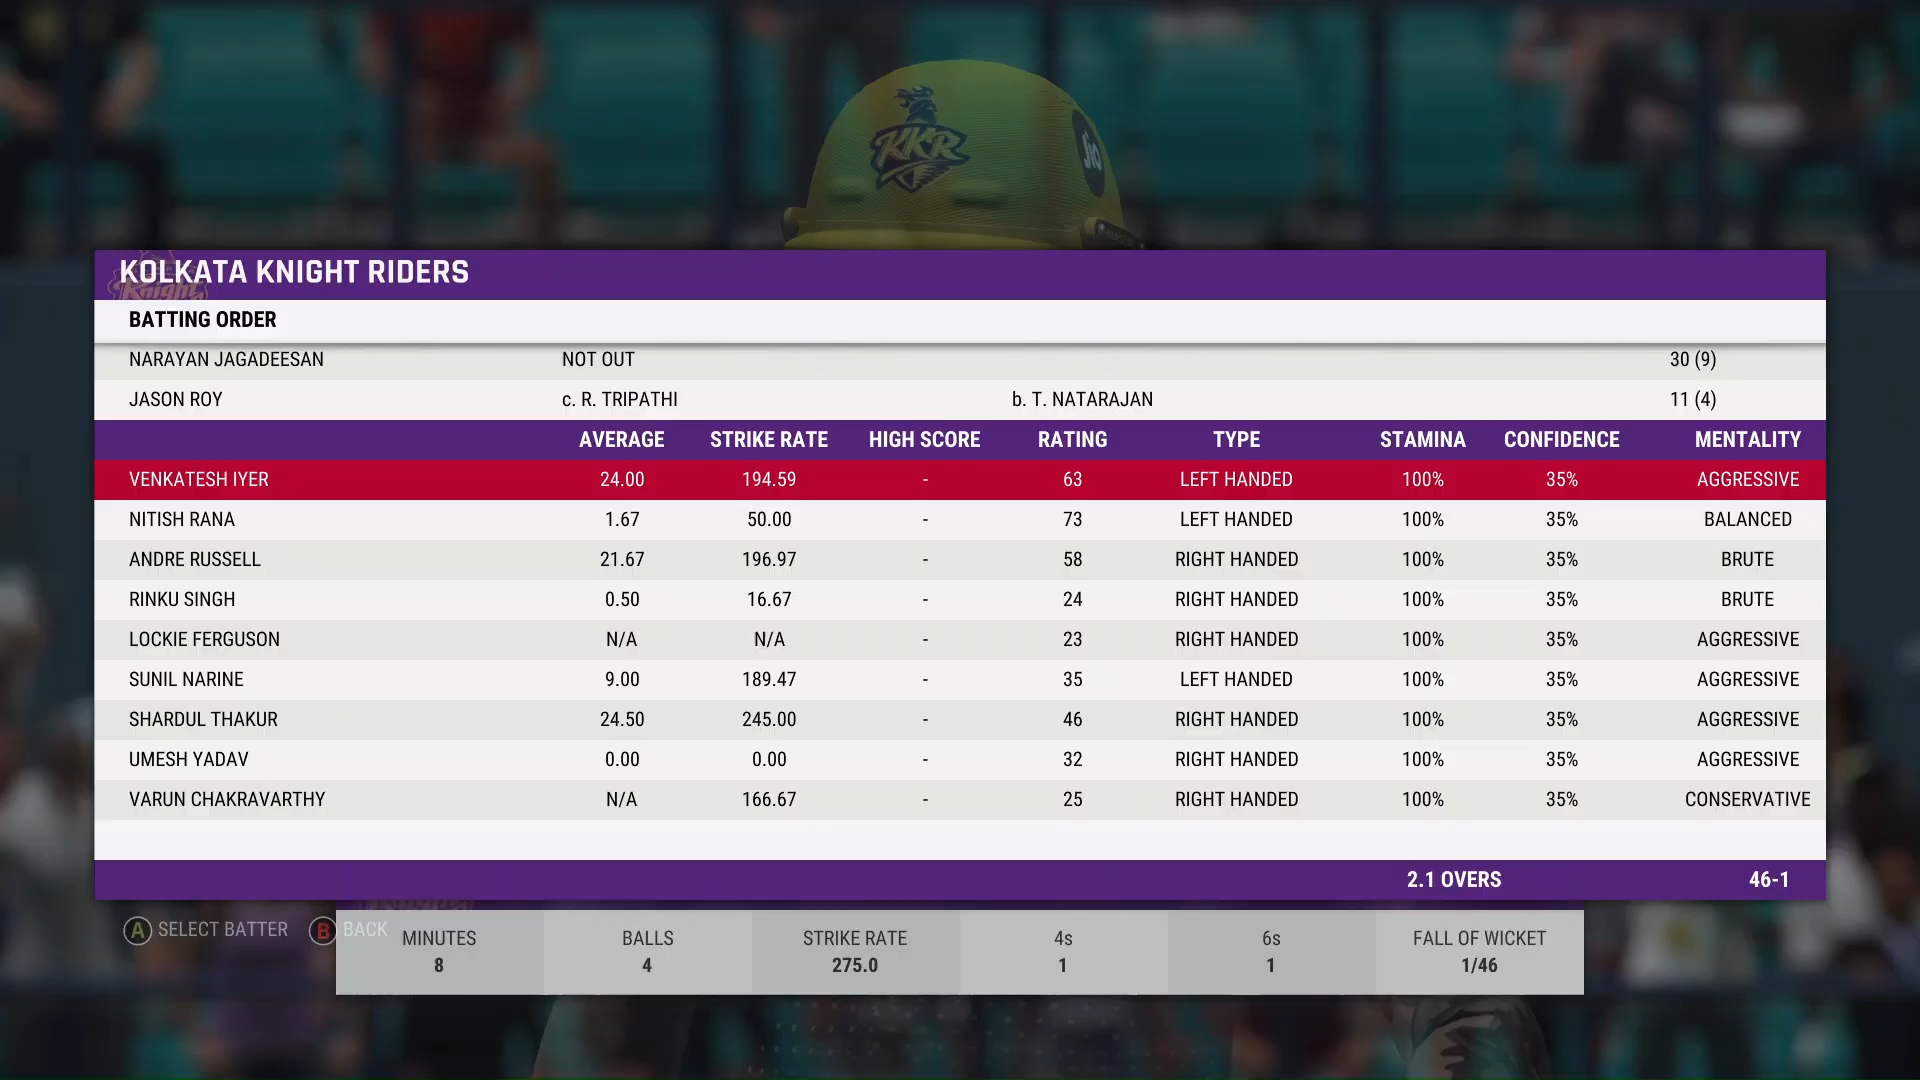 KKR
Jio
KOLKATA KNIGHT RIDERS
Knight
BATTING ORDER
NARAYAN JAGADEESAN NOT OUT 30 (9)
JASON ROY c. R. TRIPATHI b. T. NATARAJAN 11 (4)
AVERAGE STRIKE RATE HIGH SCORE RATING TYPE STAMINA CONFIDENCE MENTALITY
VENKATESH IYER 24.00 194.59 - 63 LEFT HANDED 100% 35% AGGRESSIVE
NITISH RANA 1.67 50.00 - 73 LEFT HANDED 100% 35% BALANCED
ANDRE RUSSELL 21.67 196.97 - 58 RIGHT HANDED 100% 35% BRUTE
RINKU SINGH 0.50 16.67 - 24 RIGHT HANDED 100% 35% BRUTE
LOCKIE FERGUSON N/A N/A - 23 RIGHT HANDED 100% 35% AGGRESSIVE
SUNIL NARINE 9.00 189.47 - 35 LEFT HANDED 100% 35% AGGRESSIVE
SHARDUL THAKUR 24.50 245.00 - 46 RIGHT HANDED 100% 35% AGGRESSIVE
UMESH YADAV 0.00 0.00 - 32 RIGHT HANDED 100% 35% AGGRESSIVE
VARUN CHAKRAVARTHY N/A 166.67 - 25 RIGHT HANDED 100% 35% CONSERVATIVE
2.1 OVERS 46-1
A SELECT BATTER B BACK
MINUTES BALLS STRIKE RATE 4s 6s FALL OF WICKET
8 4 275.0 1 1 1/46